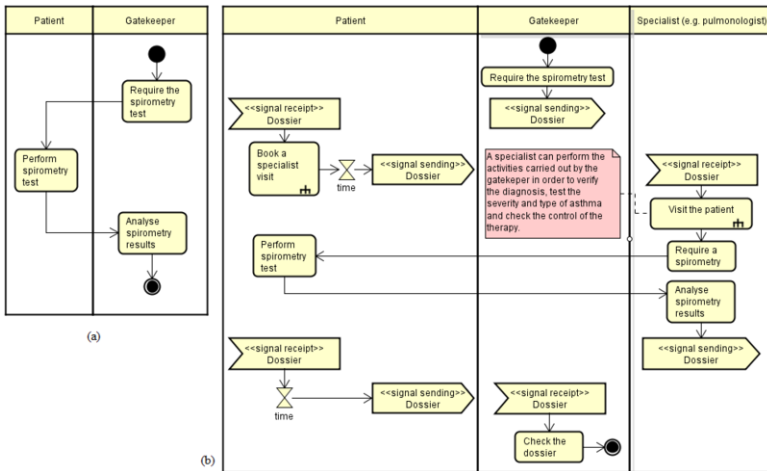 Patient
Gatekeeper
Require the
spirometry
test
Perform
spirometry
test
Analyse
spirometry
results
(a)
Patient
Gatekeeper
Specialist (e.g. pulmonologist)
Require the spirometry test
<<signal sending>>
Dossier
<<signal receipt>>
Dossier
Book a
specialist
visit
time
<<signal sending>>
Dossier
A specialist can perform the
activities carried out by the
gatekeper in order to verify
the diagnosis, test the
severity and type of asthma
and check the control of the
therapy.
<<signal receipt>>
Dossier
Visit the patient
Require a
spirometry
Perform
spirometry
test
Analyse
spirometry
results
<<signal sending>>
Dossier
<<signal receipt>>
Dossier
time
<<signal sending>>
Dossier
<<signal receipt>>
Dossier
Check the
dossier
(b)